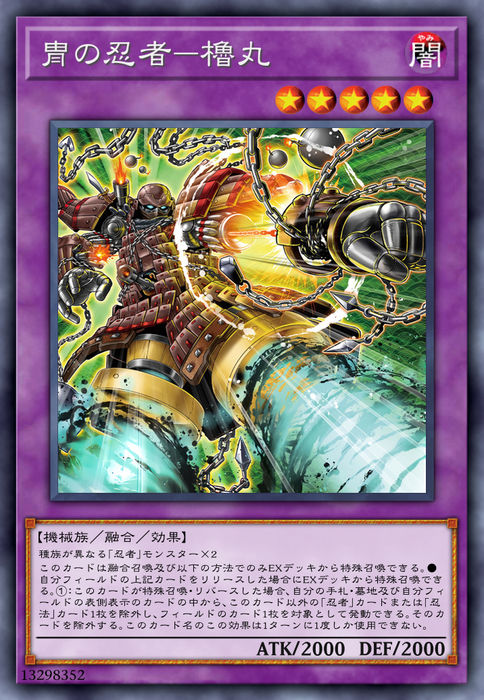 冑の忍者－櫓丸
やみ
闇
【機械族／融合／効果】
種族が異なる「忍者」モンスター×2
このカードは融合召喚及び以下の方法でのみEXデッキから特殊召喚できる。●
自分フィールドの上記カードをリリースした場合にEXデッキから特殊召喚でき
る。①：このカードが特殊召喚・リバースした場合、自分の手札・墓地及び自分フィ
ールドの表側表示のカードの中から、このカード以外の「忍者」カードまたは「忍
法」カード1枚を除外し、フィールドのカード1枚を対象として発動できる。そのカ
ードを除外する。このカード名のこの効果は1ターンに1度しか使用できない。
ATK/2000 DEF/2000
13298352